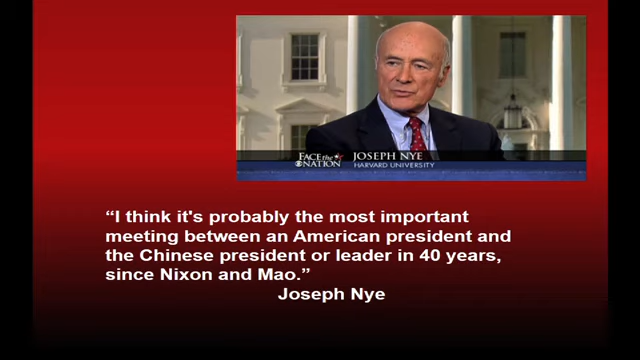 FACE the NATION
JOSEPH NYE
HARVARD UNIVERSITY
“I think it's probably the most important
meeting between an American president and
the Chinese president or leader in 40 years,
since Nixon and Mao.”
Joseph Nye